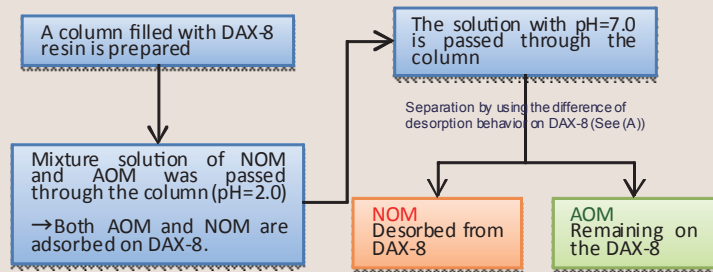 A column filled with DAX-8
resin is prepared
Mixture solution of NOM
and AOM was passed
through the column (pH=2.0)
→Both AOM and NOM are
adsorbed on DAX-8.
The solution with pH=7.0
is passed through the
column
Separation by using the difference of
desorption behavior on DAX-8 (See (A))
NOM
Desorbed from
DAX-8
AOM
Remaining on
the DAX-8